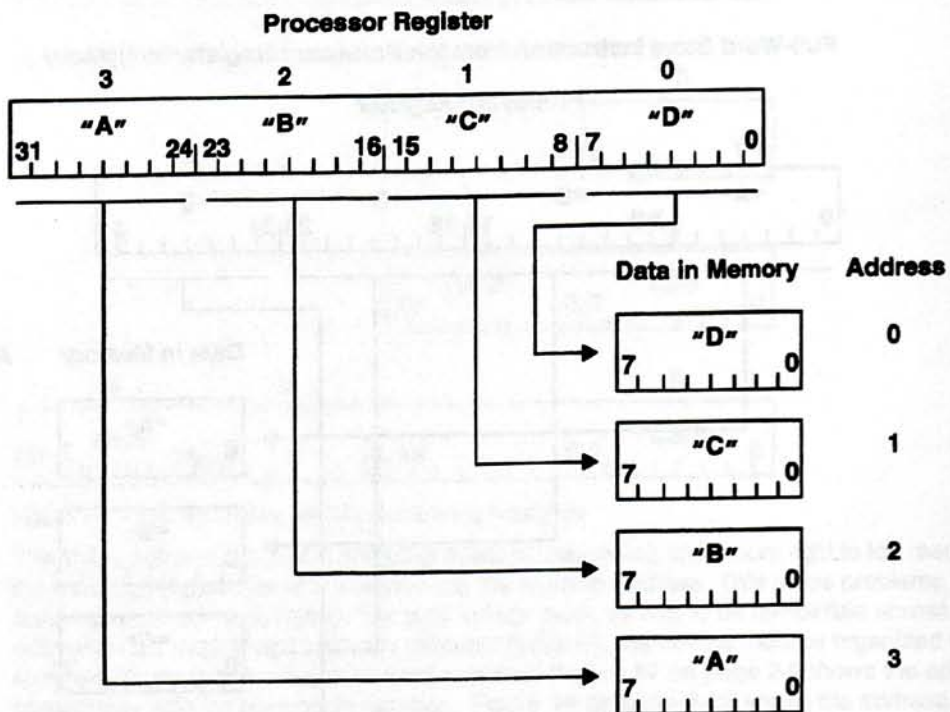 Processor Register
3 2 1 0
"A" "B" "C" "D"
31 24 23 16 15 8 7 0
Data in Memory Address
"D" 0
7 0
"C" 1
7 0
"B" 2
7 0
"A" 3
7 0